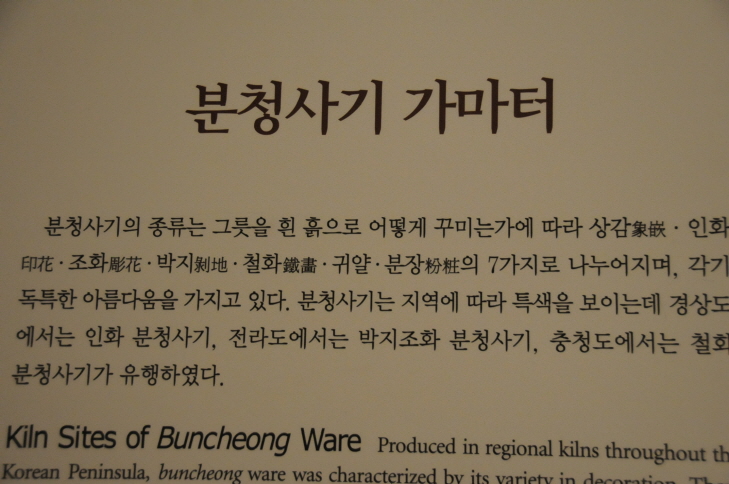 분청사기 가마터
분청사기의 종류는 그릇을 흰 흙으로 어떻게 꾸미는가에 따라 상감象嵌 · 인화
印花 · 조화彫花 · 박지剝地 · 철화鐵畵 · 귀얄 · 분장粉粧의 7가지로 나누어지며, 각기
독특한 아름다움을 가지고 있다. 분청사기는 지역에 따라 특색을 보이는데 경상도
에서는 인화 분청사기, 전라도에서는 박지조화 분청사기, 충청도에서는 철화
분청사기가 유행하였다.
Kiln Sites of Buncheong Ware Produced in regional kilns throughout th
Korean Peninsula, buncheong ware was characterized by its variety in decoration.